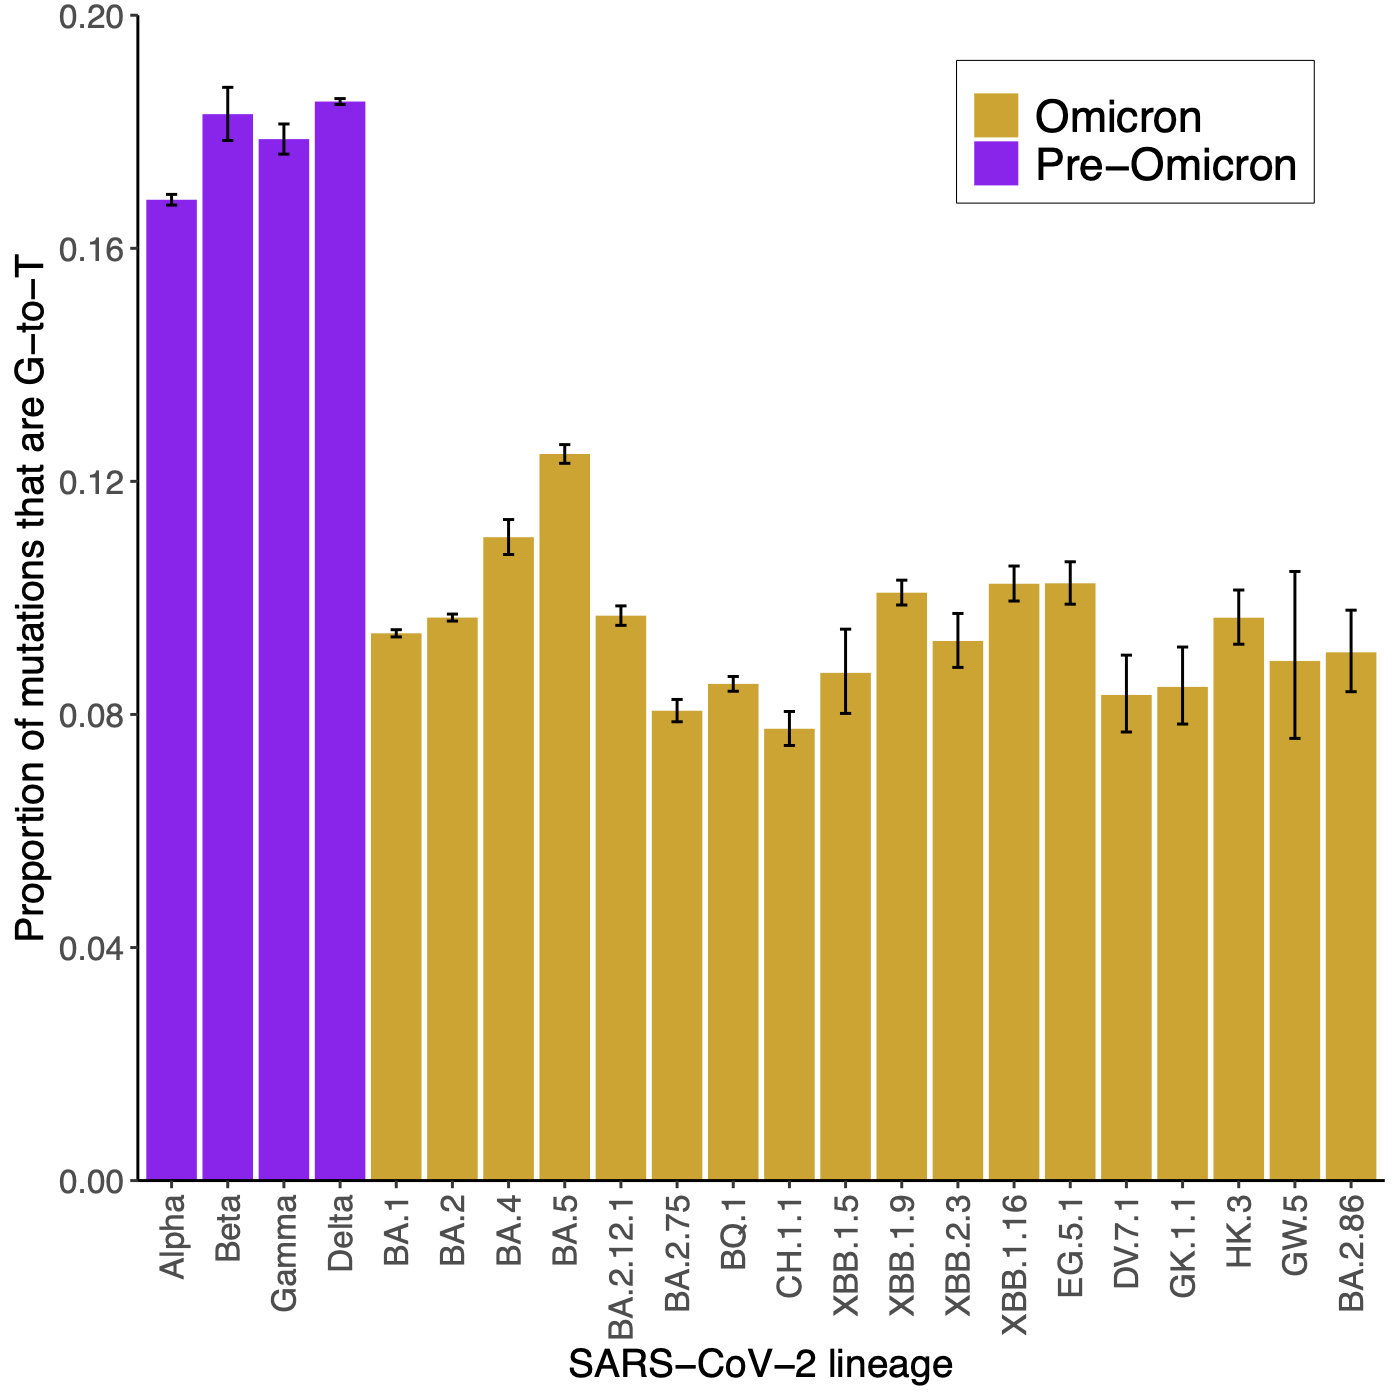 0.20
0.16
0.12
0.08
0.04
0.00
Proportion of mutations that are G−to−T
Omicron
Pre−Omicron
Alpha
Beta
Gamma
Delta
BA.1
BA.2
BA.4
BA.5
BA.2.12.1
BA.2.75
BQ.1
CH.1.1
XBB.1.5
XBB.1.9
XBB.2.3
XBB.1.16
EG.5.1
DV.7.1
GK.1.1
HK.3
GW.5
BA.2.86
SARS−CoV−2 lineage